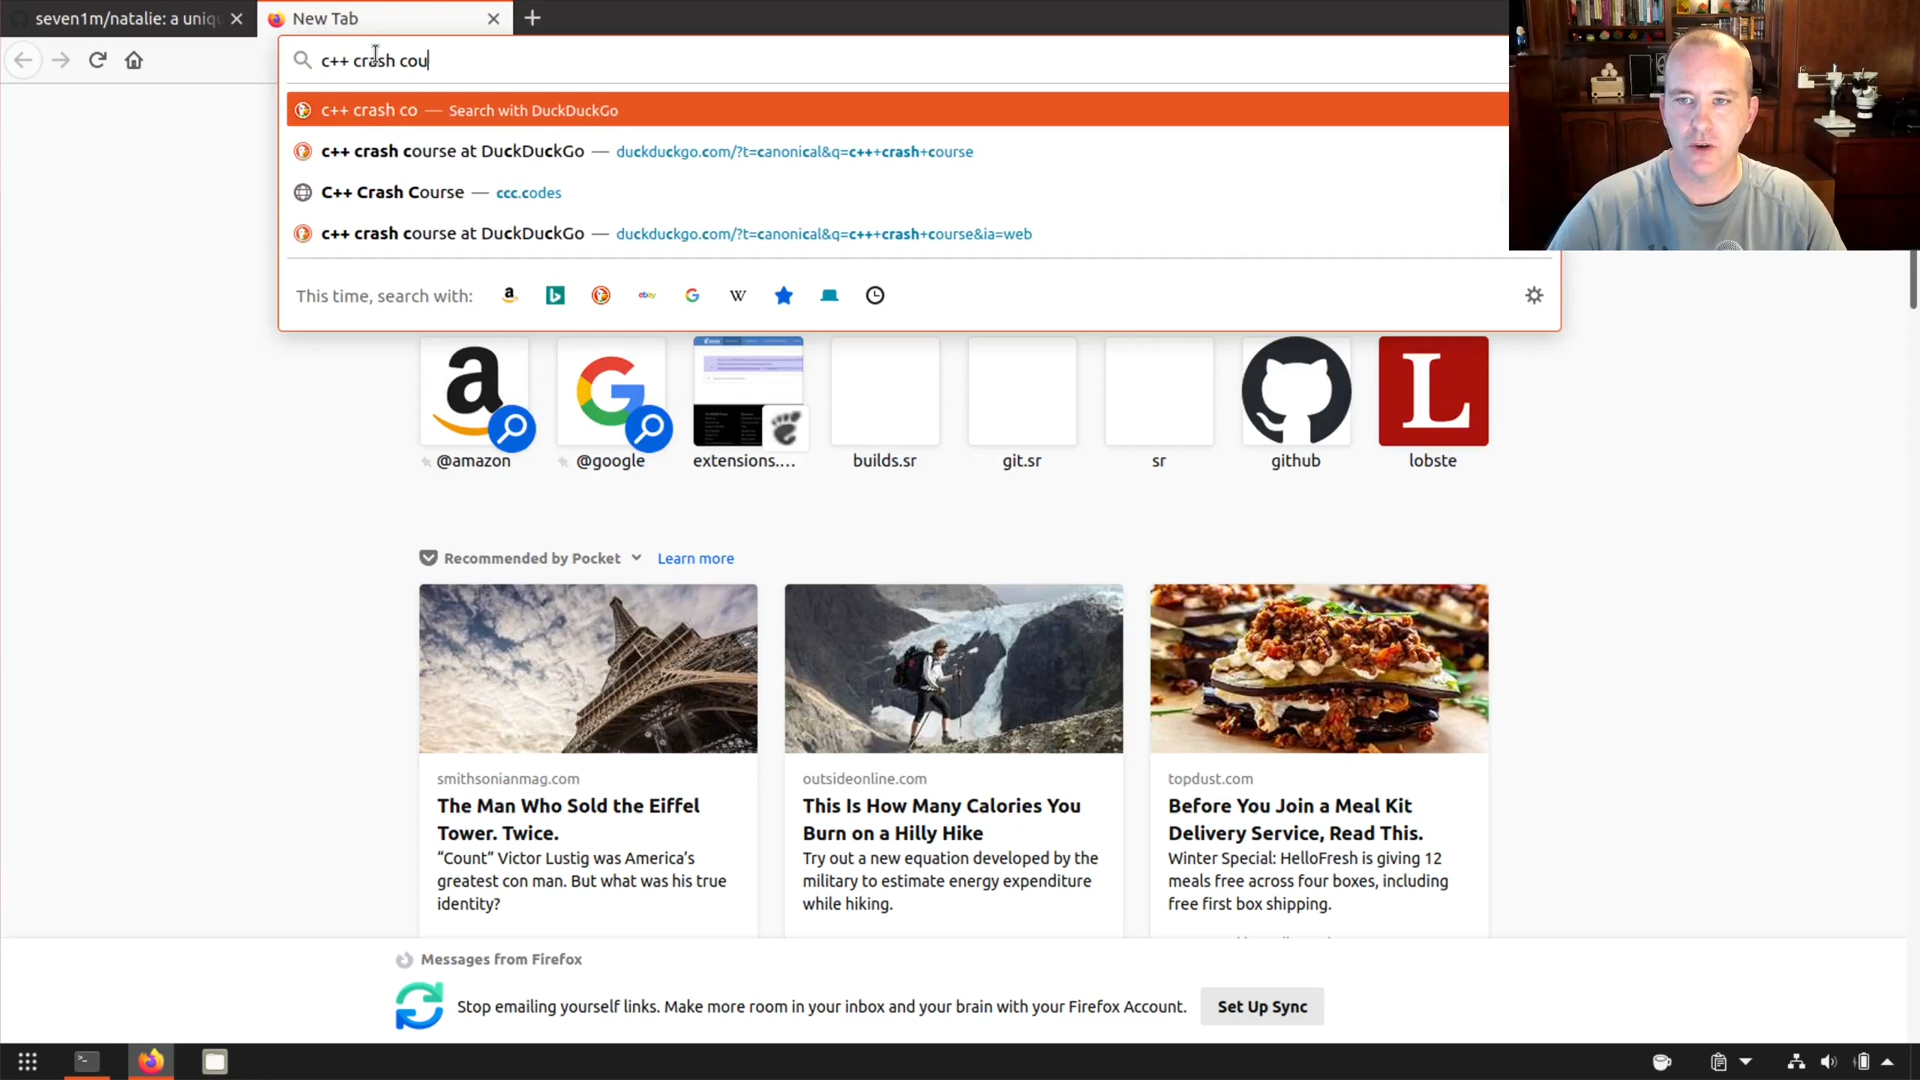 seven1m/natalie: a uniqu
New Tab
c++ crash cou
c++ crash co — Search with DuckDuckGo
c++ crash course at DuckDuckGo — duckduckgo.com/?t=canonical&q=c+++crash+course
C++ Crash Course — ccc.codes
c++ crash course at DuckDuckGo — duckduckgo.com/?t=canonical&q=c+++crash+course&ia=web
This time, search with:
@amazon
@google
extensions....
builds.sr
git.sr
sr
github
lobste
Recommended by Pocket
Learn more
smithsonianmag.com
The Man Who Sold the Eiffel
Tower. Twice.
“Count” Victor Lustig was America’s
greatest con man. But what was his true
identity?
outsideonline.com
This Is How Many Calories You
Burn on a Hilly Hike
Try out a new equation developed by the
military to estimate energy expenditure
while hiking.
topdust.com
Before You Join a Meal Kit
Delivery Service, Read This.
Winter Special: HelloFresh is giving 12
meals free across four boxes, including
free first box shipping.
Messages from Firefox
Stop emailing yourself links. Make more room in your inbox and your brain with your Firefox Account.
Set Up Sync